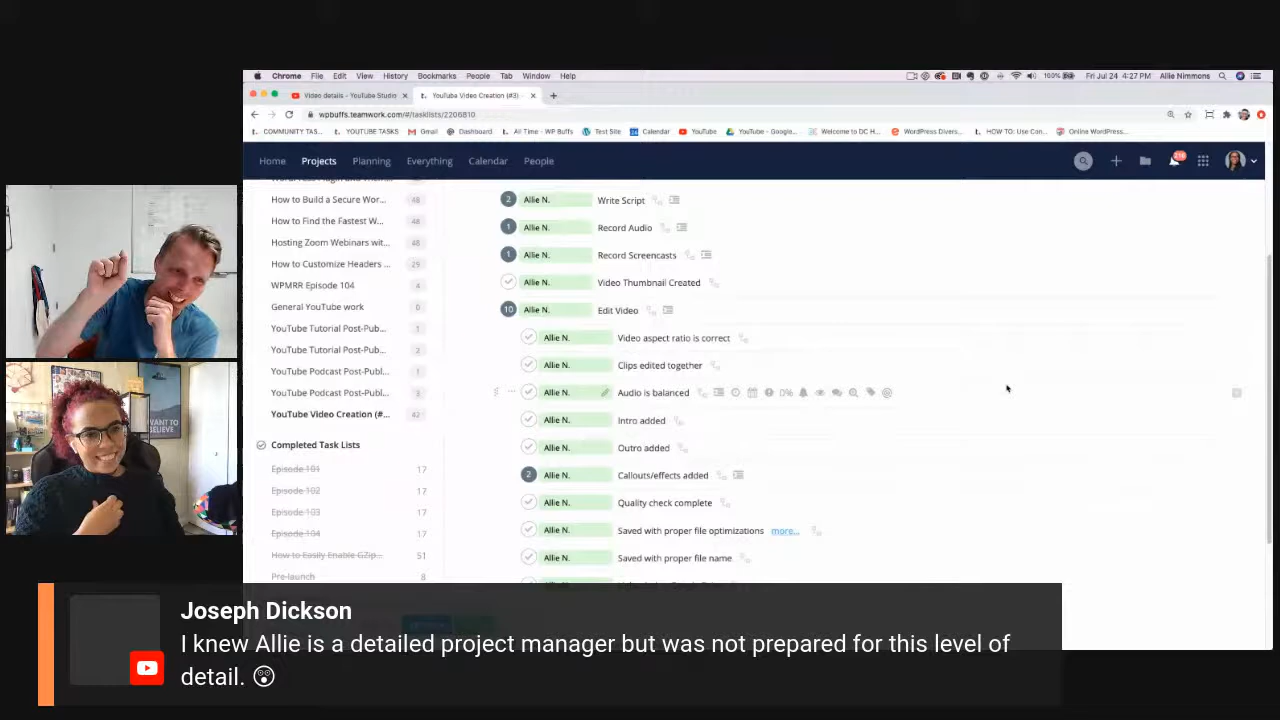 Chrome File Edit View History Bookmarks People Tab Window Help
100% Fri Jul 24 4:27 PM Allie Nimmons
Video details - YouTube Studio
YouTube Video Creation (#3)
wpbuffs.teamwork.com/#/tasklists/2206810
COMMUNITY TAS... YOUTUBE TASKS Gmail Dashboard All Time - WP Buffs Test Site Calendar YouTube YouTube - Google... Welcome to DC H... WordPress Divers... HOW TO: Use Can... Online WordPress...
Home Projects Planning Everything Calendar People
How to Build a Secure Wor... 48
How to Find the Fastest W... 48
Hosting Zoom Webinars wit... 48
How to Customize Headers ... 29
WPMRR Episode 104 4
General YouTube work 0
YouTube Tutorial Post-Pub... 1
YouTube Tutorial Post-Pub... 2
YouTube Podcast Post-Pub... 1
YouTube Podcast Post-Pub... 3
YouTube Video Creation (#... 42
Completed Task Lists
Episode 101 17
Episode 102 17
Episode 103 17
Episode 104 17
How to Easily Enable GZip... 51
Pre-launch 8
2 Allie N. Write Script
1 Allie N. Record Audio
1 Allie N. Record Screencasts
Allie N. Video Thumbnail Created
10 Allie N. Edit Video
Allie N. Video aspect ratio is correct
Allie N. Clips edited together
Allie N. Audio is balanced 0%
Allie N. Intro added
Allie N. Outro added
2 Allie N. Callouts/effects added
Allie N. Quality check complete
Allie N. Saved with proper file optimizations more...
Allie N. Saved with proper file name
WANT TO
BELIEVE
Joseph Dickson
I knew Allie is a detailed project manager but was not prepared for this level of
detail. 😲